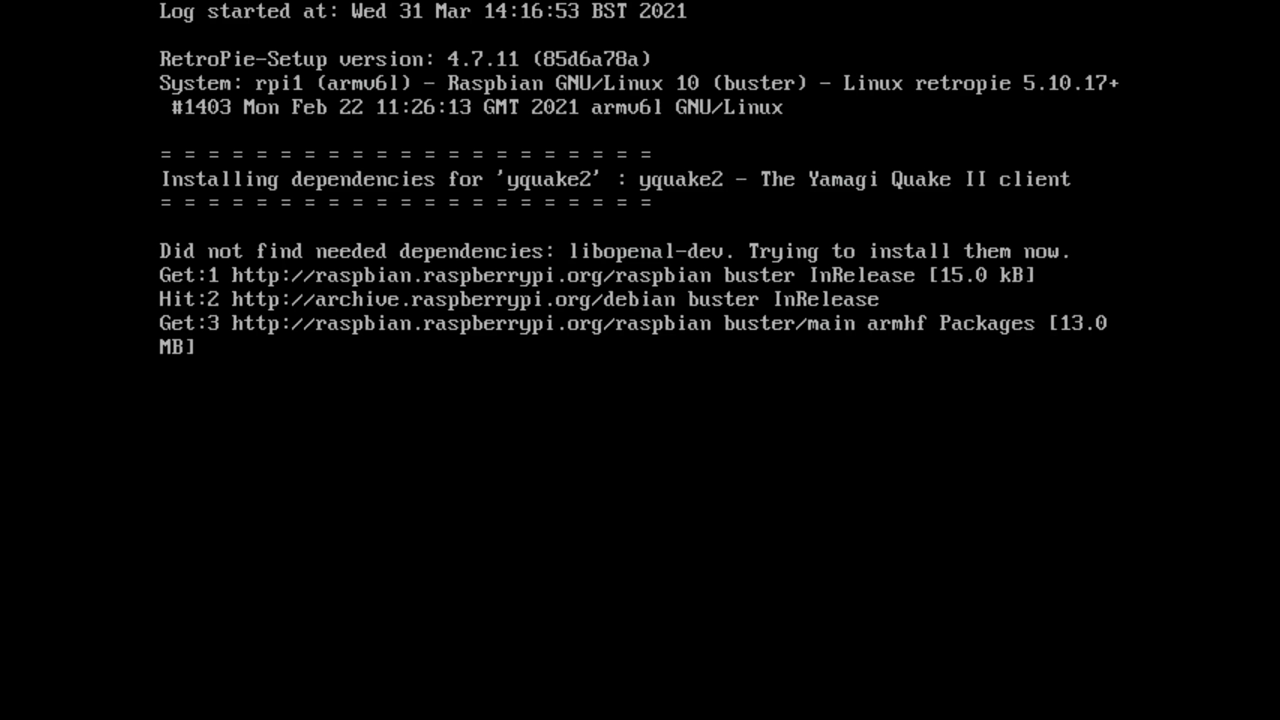 Log started at: Wed 31 Mar 14:16:53 BST 2021
RetroPie-Setup version: 4.7.11 (85d6a78a)
System: rpi1 (armv6l) - Raspbian GNU/Linux 10 (buster) - Linux retropie 5.10.17+
#1403 Mon Feb 22 11:26:13 GMT 2021 armv6l GNU/Linux
= = = = = = = = = = = = = = = = = = = = =
Installing dependencies for 'yquake2' : yquake2 - The Yamagi Quake II client
= = = = = = = = = = = = = = = = = = = = =
Did not find needed dependencies: libopenal-dev. Trying to install them now.
Get:1 http://raspbian.raspberrypi.org/raspbian buster InRelease [15.0 kB]
Hit:2 http://archive.raspberrypi.org/debian buster InRelease
Get:3 http://raspbian.raspberrypi.org/raspbian buster/main armhf Packages [13.0
MB]